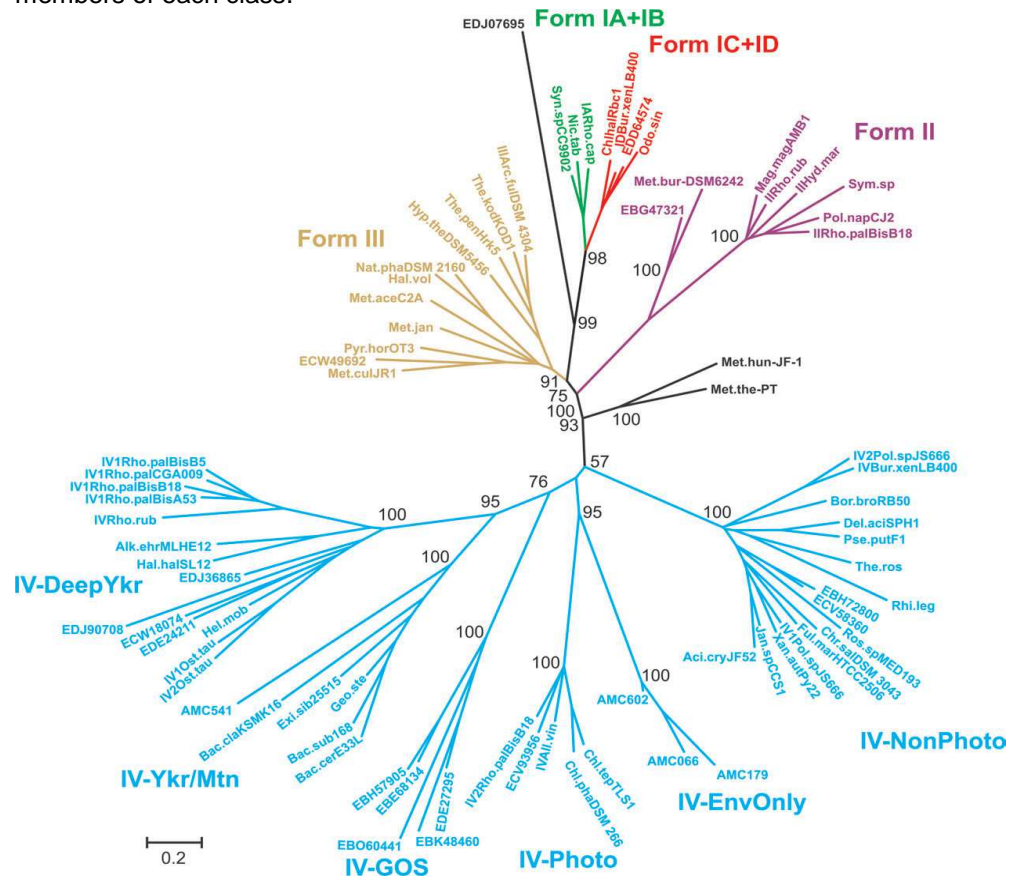 members of each class.
EDJ07695
Form IA+IB
Form IC+ID
Syn.spCC9902
Nic.tab
IARho.cap
ChlhalRbc1
IDBur.xenLB400
EDD64574
Odo.sin
Form II
Met.bur-DSM6242
EBG47321
Mag.magAMB1
IIRho.rub
IIHyd.mar
Sym.sp
Pol.napCJ2
IIRho.palBisB18
100
100
98
99
Form III
IIIArc.fulDSM 4304
The.kodKOD1
The.penHrk5
Hyp.theDSM5456
Nat.phaDSM 2160
Hal.vol
Met.aceC2A
Met.jan
Pyr.horOT3
ECW49692
Met.culJR1
91
75
100
93
Met.hun-JF-1
Met.the-PT
100
57
76
95
95
IV1Rho.palBisB5
IV1Rho.palCGA009
IV1Rho.palBisB18
IV1Rho.palBisA53
IVRho.rub
Alk.ehrMLHE12
Hal.halSL12
EDJ36865
IV-DeepYkr
EDJ90708
ECW18074
EDE24211
Hel.mob
IV1Ost.tau
IV2Ost.tau
100
100
AMC541
Bac.claKSMK16
Exi.sib25515
Geo.ste
Bac.sub168
Bac.cerE33L
IV-Ykr/Mtn
100
EBH57905
EBE68134
EBO60441
EBK48460
EDE27295
IV-GOS
100
IV2Rho.palBisB18
ECV93956
IVAll.vin
Chl.phaDSM 266
Chl.tepTLS1
IV-Photo
100
AMC602
AMC066
AMC179
IV-EnvOnly
100
IV2Pol.spJS666
IVBur.xenLB400
Bor.broRB50
Del.aciSPH1
Pse.putF1
The.ros
Rhi.leg
EBH72800
ECV58360
Ros.spMED193
Chr.salDSM 3043
Ful.marHTCC2506
IV1Pol.spJS666
Xan.autPy22
Jan.spCCS1
Aci.cryJF52
IV-NonPhoto
0.2